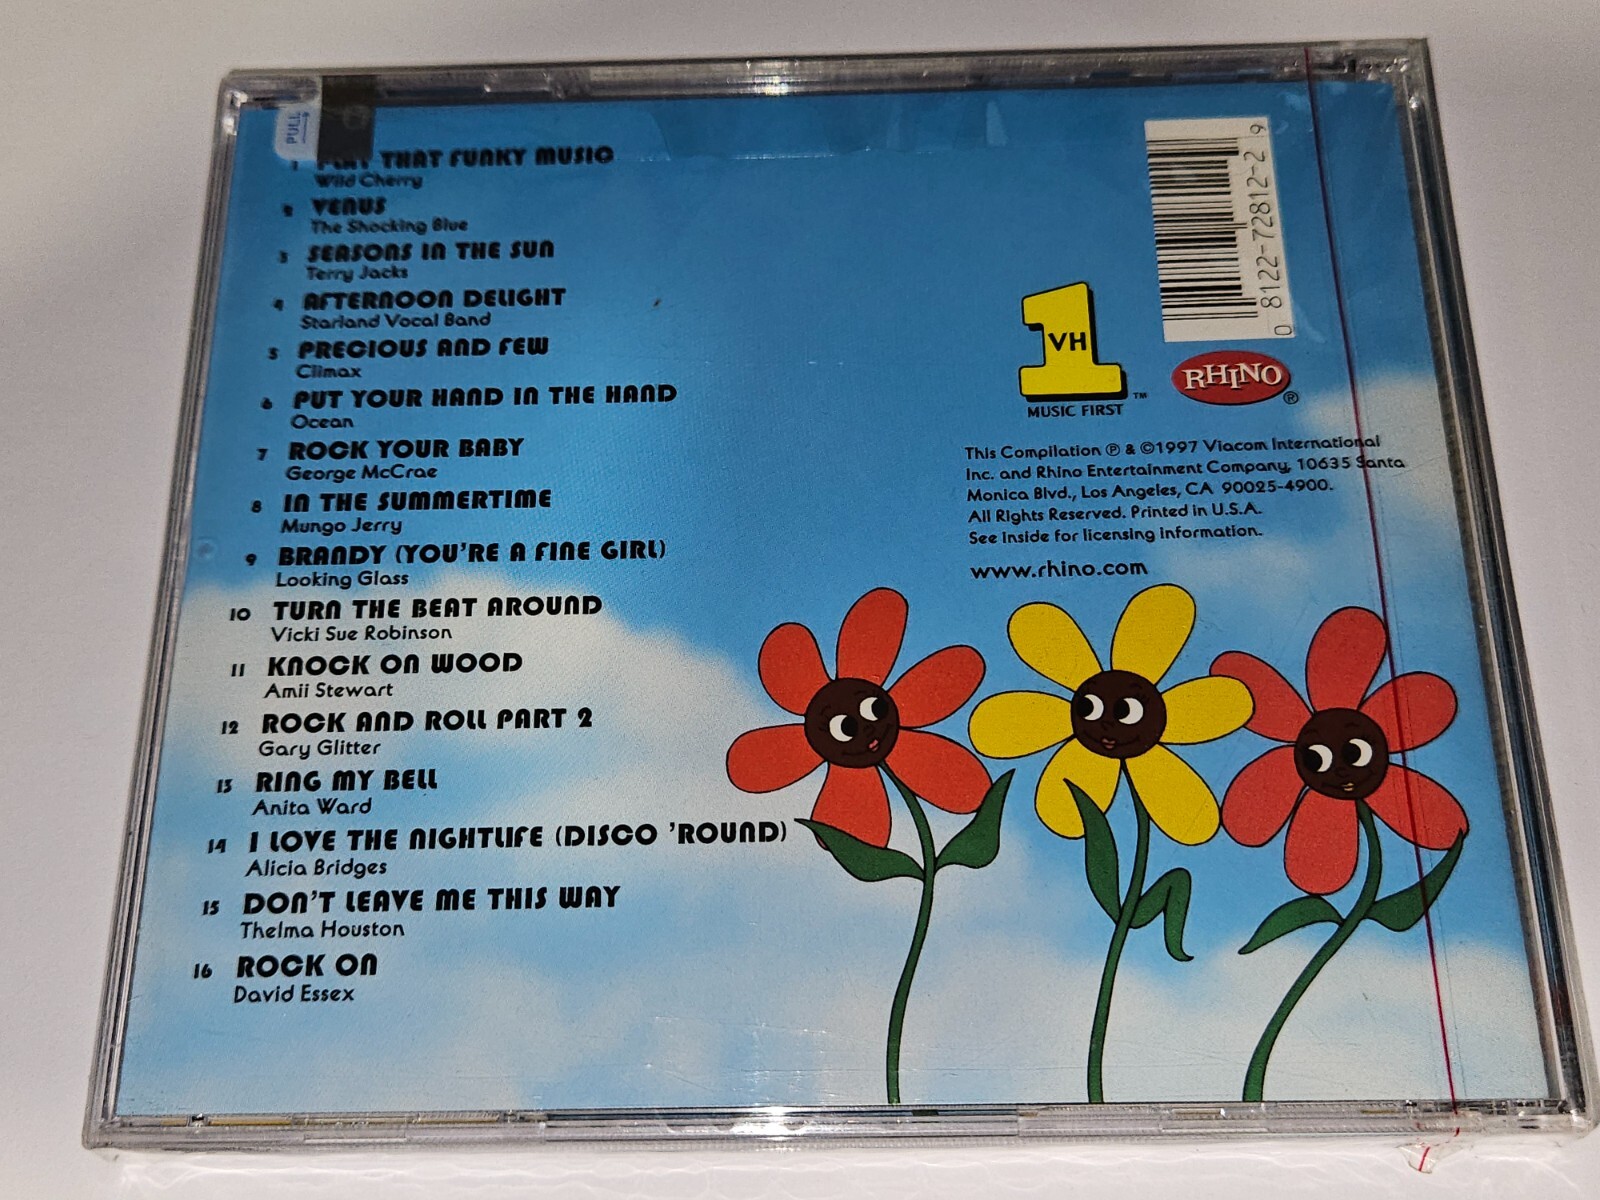 PULL
1 PLAY THAT FUNKY MUSIC
Wild Cherry
2 VENUS
The Shocking Blue
3 SEASONS IN THE SUN
Terry Jacks
4 AFTERNOON DELIGHT
Starland Vocal Band
5 PRECIOUS AND FEW
Climax
6 PUT YOUR HAND IN THE HAND
Ocean
7 ROCK YOUR BABY
George McCrae
8 IN THE SUMMERTIME
Mungo Jerry
9 BRANDY (YOU'RE A FINE GIRL)
Looking Glass
10 TURN THE BEAT AROUND
Vicki Sue Robinson
11 KNOCK ON WOOD
Amii Stewart
12 ROCK AND ROLL PART 2
Gary Glitter
13 RING MY BELL
Anita Ward
14 I LOVE THE NIGHTLIFE (DISCO 'ROUND)
Alicia Bridges
15 DON'T LEAVE ME THIS WAY
Thelma Houston
16 ROCK ON
David Essex
0 8122-72812-2 9
VH1
MUSIC FIRST™
RHINO®
This Compilation ℗ & ©1997 Viacom International
Inc. and Rhino Entertainment Company, 10635 Santa
Monica Blvd., Los Angeles, CA 90025-4900.
All Rights Reserved. Printed in U.S.A.
See inside for licensing information.
www.rhino.com